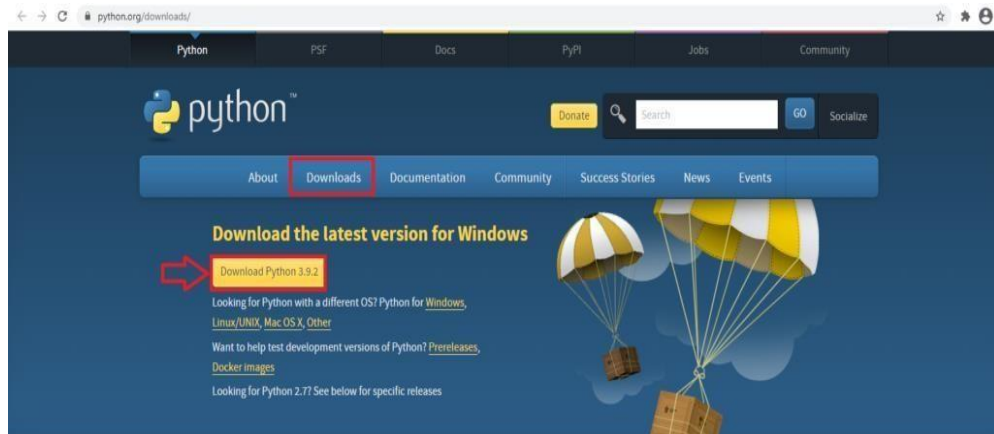 python.org/downloads/
Python PSF Docs PyPI Jobs Community
python™
Donate Search GO Socialize
About Downloads Documentation Community Success Stories News Events
Download the latest version for Windows
Download Python 3.9.2
Looking for Python with a different OS? Python for Windows,
Linux/UNIX, Mac OS X, Other
Want to help test development versions of Python? Prereleases,
Docker images
Looking for Python 2.7? See below for specific releases